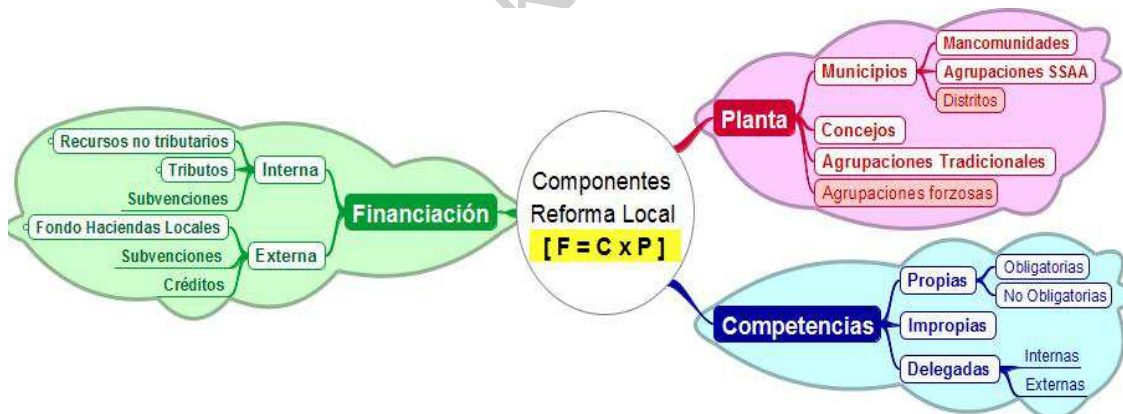 Componentes
Reforma Local
[ F = C x P ]
Planta
Municipios
Mancomunidades
Agrupaciones SSAA
Distritos
Concejos
Agrupaciones Tradicionales
Agrupaciones forzosas
Competencias
Propias
Obligatorias
No Obligatorias
Impropias
Delegadas
Internas
Externas
Financiación
Interna
Recursos no tributarios
Tributos
Subvenciones
Externa
Fondo Haciendas Locales
Subvenciones
Créditos